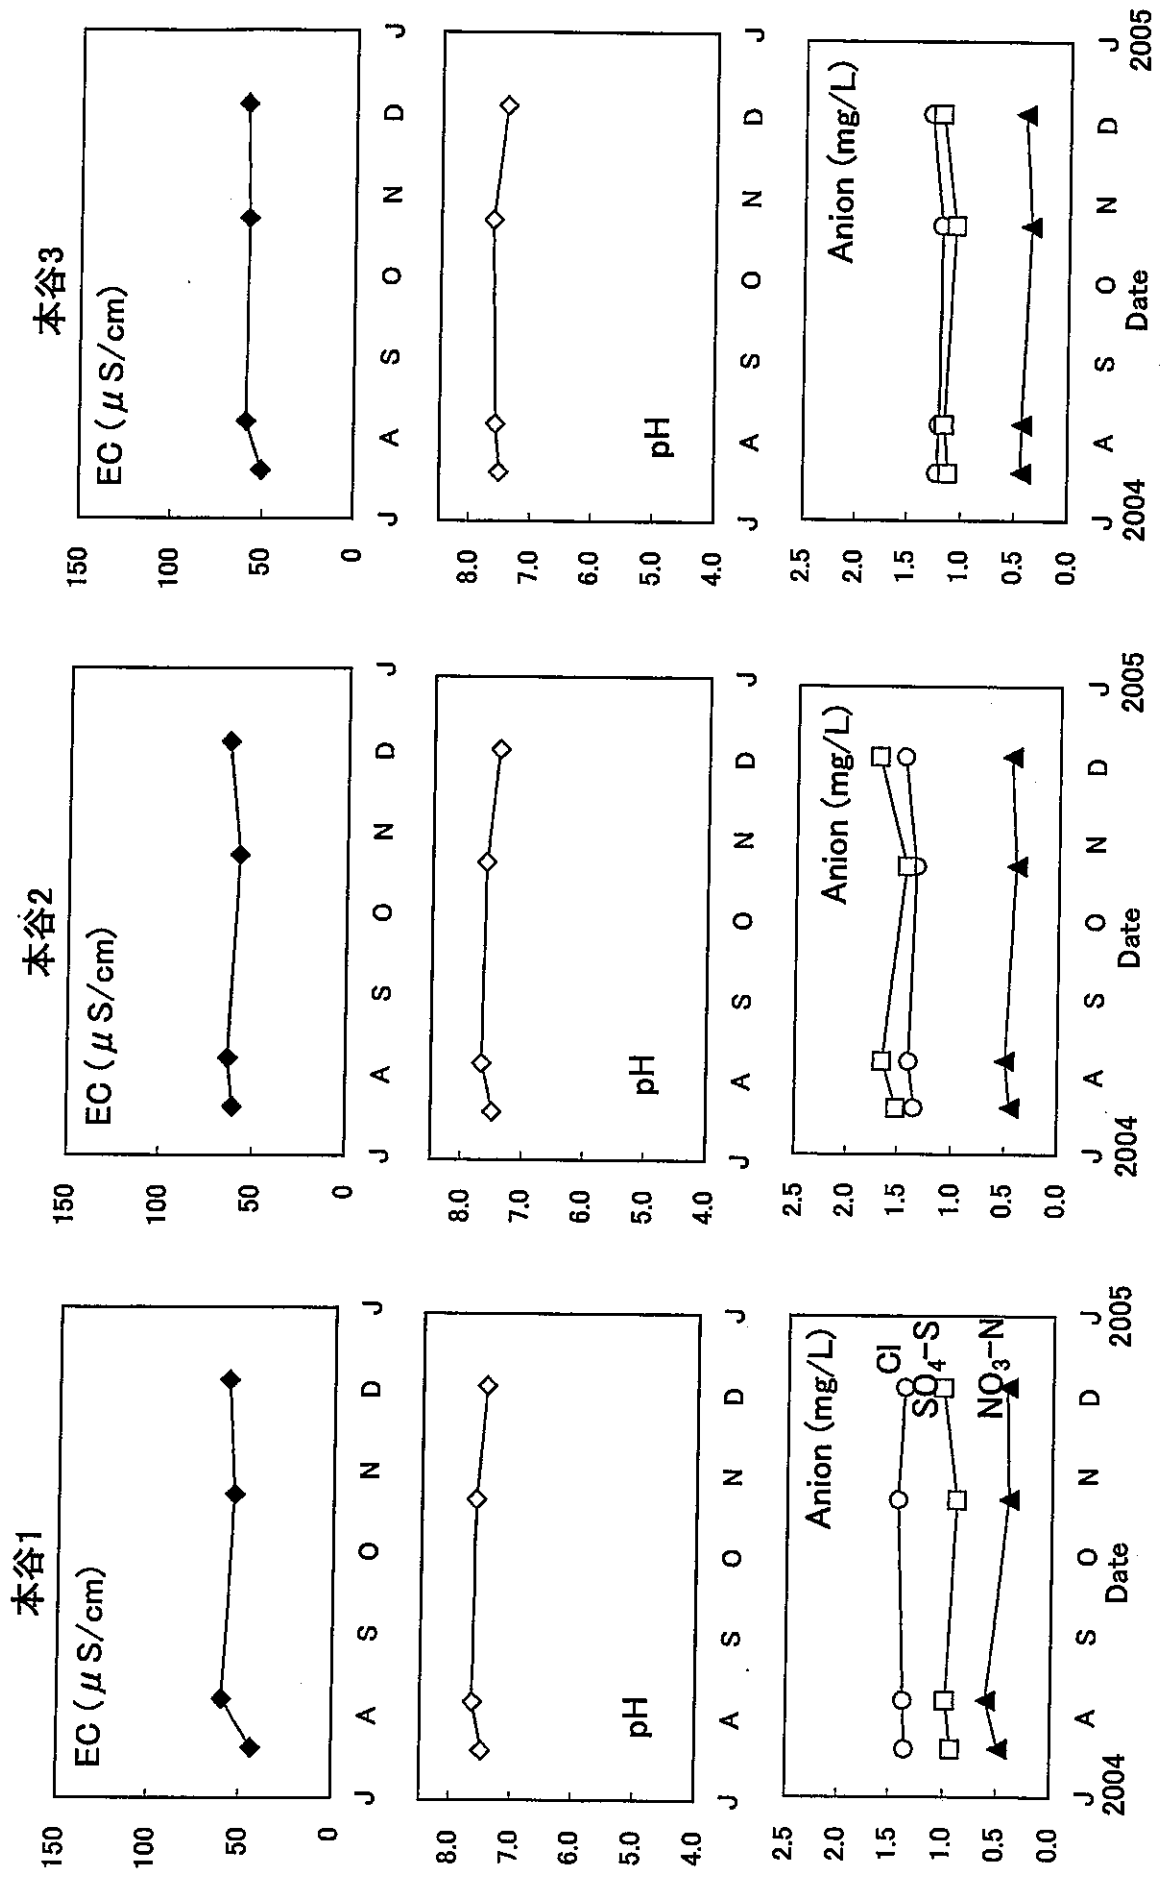 本谷1
EC (μS/cm)
150
100
50
0
J A S O N D J
pH
8.0
7.0
6.0
5.0
4.0
J A S O N D J
Anion (mg/L)
Cl
SO₄-S
NO₃-N
2.5
2.0
1.5
1.0
0.5
0.0
J A S O N D J
2004 Date 2005
本谷2
EC (μS/cm)
150
100
50
0
J A S O N D J
pH
8.0
7.0
6.0
5.0
4.0
J A S O N D J
Anion (mg/L)
2.5
2.0
1.5
1.0
0.5
0.0
J A S O N D J
2004 Date 2005
本谷3
EC (μS/cm)
150
100
50
0
J A S O N D J
pH
8.0
7.0
6.0
5.0
4.0
J A S O N D J
Anion (mg/L)
2.5
2.0
1.5
1.0
0.5
0.0
J A S O N D J
2004 Date 2005